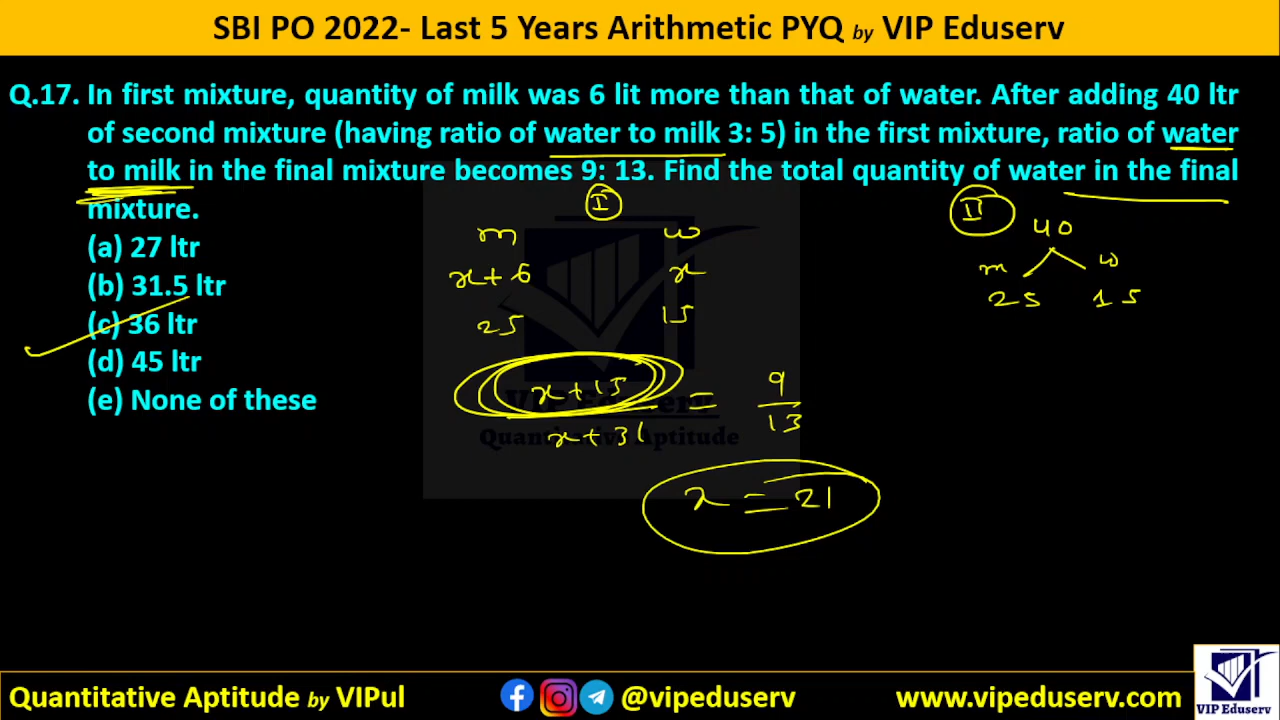 SBI PO 2022- Last 5 Years Arithmetic PYQ by VIP Eduserv
Q.17. In first mixture, quantity of milk was 6 lit more than that of water. After adding 40 ltr
of second mixture (having ratio of water to milk 3: 5) in the first mixture, ratio of water
to milk in the final mixture becomes 9: 13. Find the total quantity of water in the final
mixture.
I
II
40
(a) 27 ltr
m w
m w
x+6 x
(b) 31.5 ltr
25 15
25 15
(c) 36 ltr
(d) 45 ltr
x+15 = 9
x+31 13
(e) None of these
VIP Eduserv
Quantitative Aptitude
x = 21
Quantitative Aptitude by VIPul
@vipeduserv
www.vipeduserv.com
VIP Eduserv